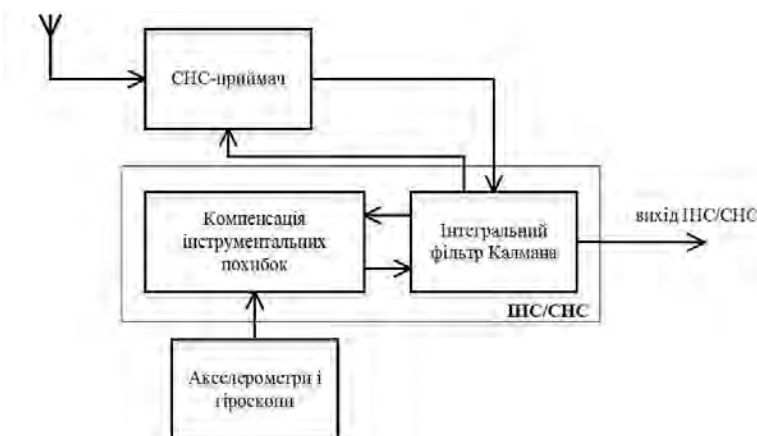 СНС-приймач
Компенсація
інструментальних
похибок
Інтегральний
фільтр Калмана
вихід ІНС/СНС
ІНС/СНС
Акселерометри і
гіроскопи